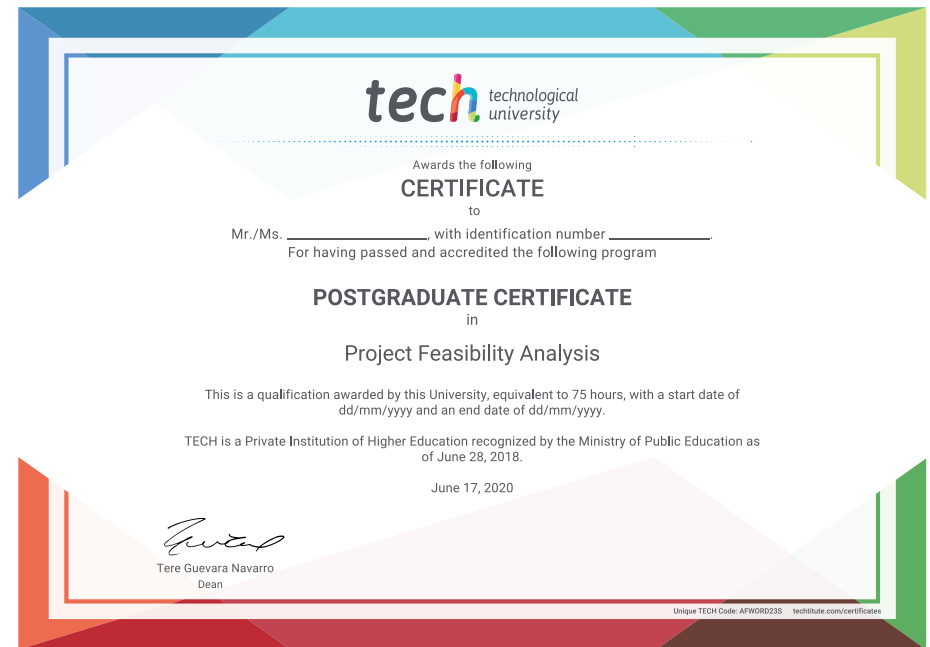 tech technological
university
Awards the following
CERTIFICATE
to
Mr./Ms. ____________________, with identification number ______________.
For having passed and accredited the following program
POSTGRADUATE CERTIFICATE
in
Project Feasibility Analysis
This is a qualification awarded by this University, equivalent to 75 hours, with a start date of
dd/mm/yyyy and an end date of dd/mm/yyyy.
TECH is a Private Institution of Higher Education recognized by the Ministry of Public Education as
of June 28, 2018.
June 17, 2020
Tere Guevara Navarro
Dean
Unique TECH Code: AFWORD23S techtitute.com/certificates